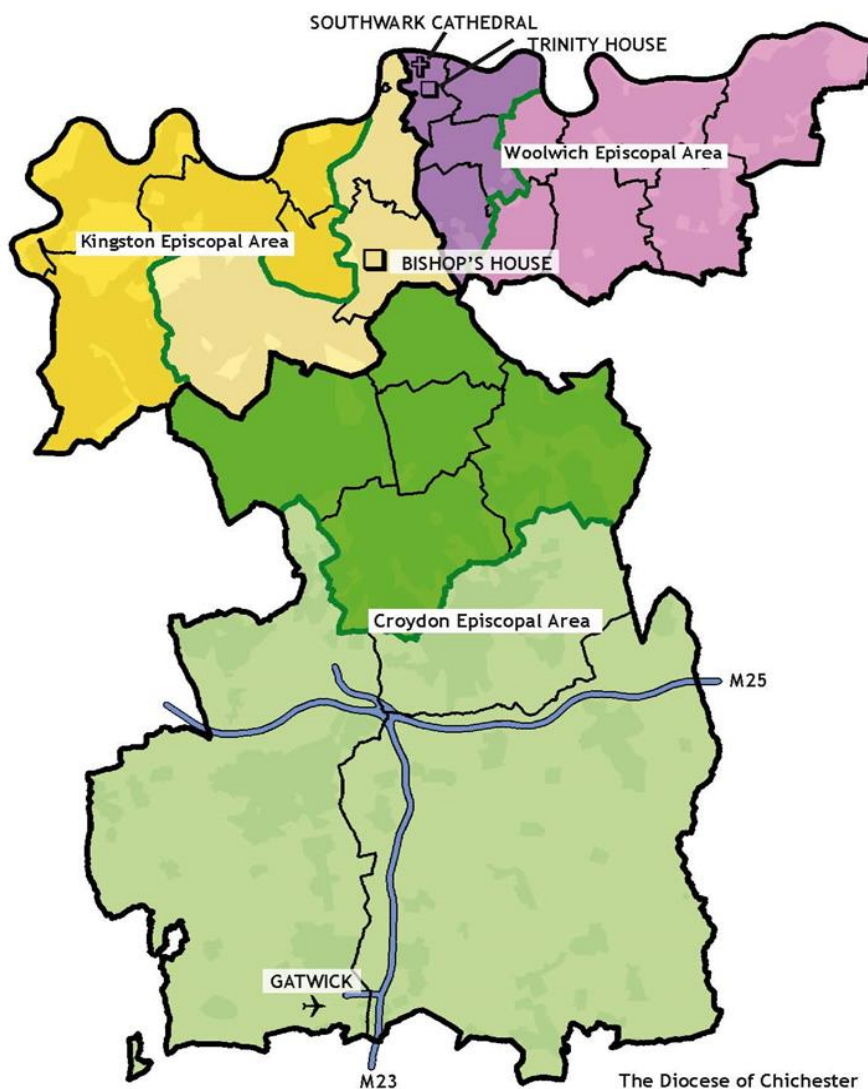 SOUTHWARK CATHEDRAL
TRINITY HOUSE
Woolwich Episcopal Area
Kingston Episcopal Area
BISHOP'S HOUSE
Croydon Episcopal Area
M25
GATWICK
M23
The Diocese of Chichester